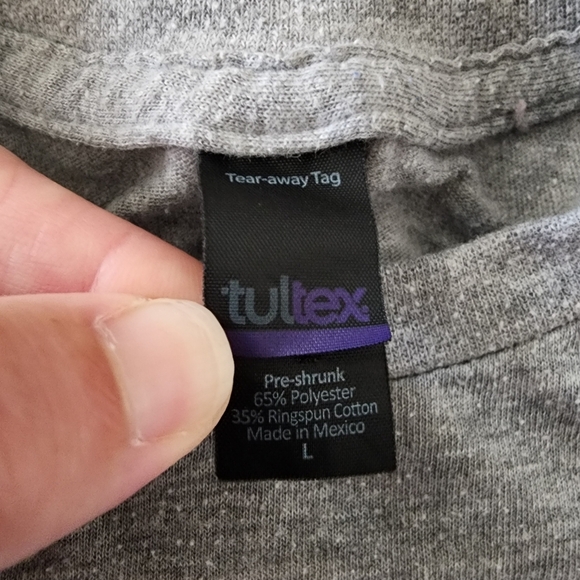 Tear-away Tag
tultex
Pre-shrunk
65% Polyester
35% Ringspun Cotton
Made in Mexico
L